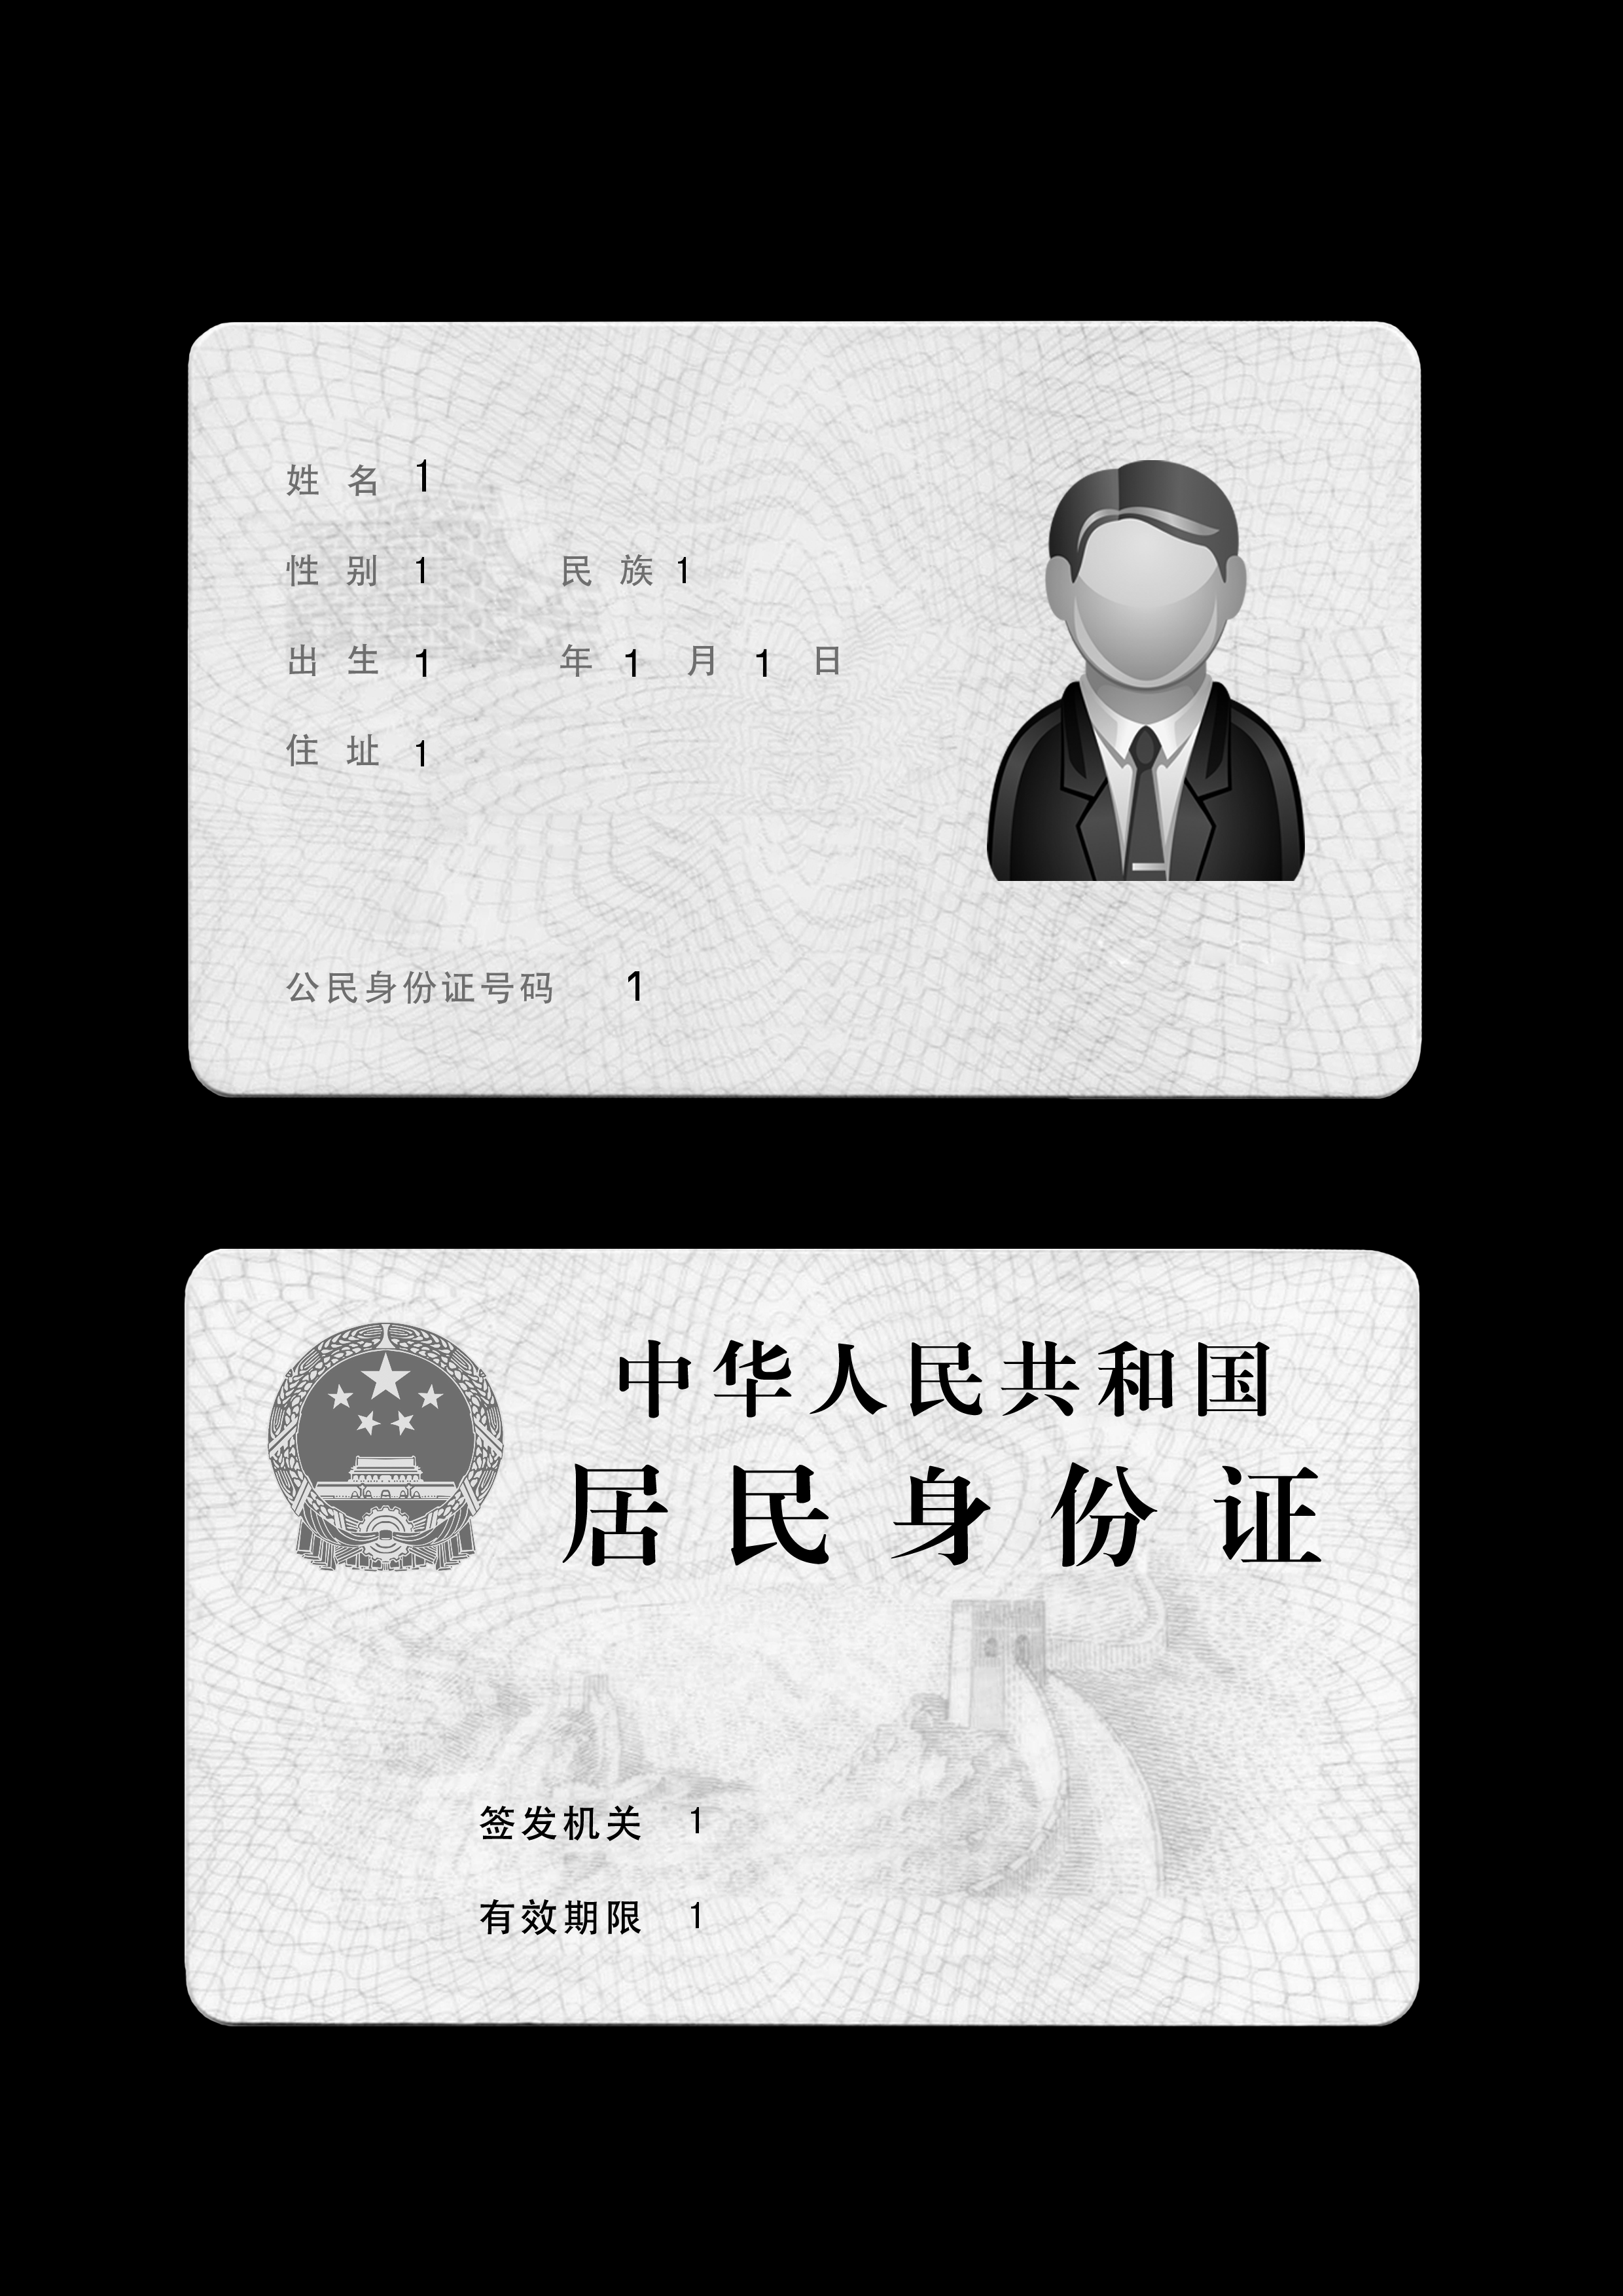 姓名 1
性别 1 民族 1
出生 1 年 1 月 1 日
住址 1
公民身份证号码 1
中华人民共和国
居民身份证
签发机关 1
有效期限 1